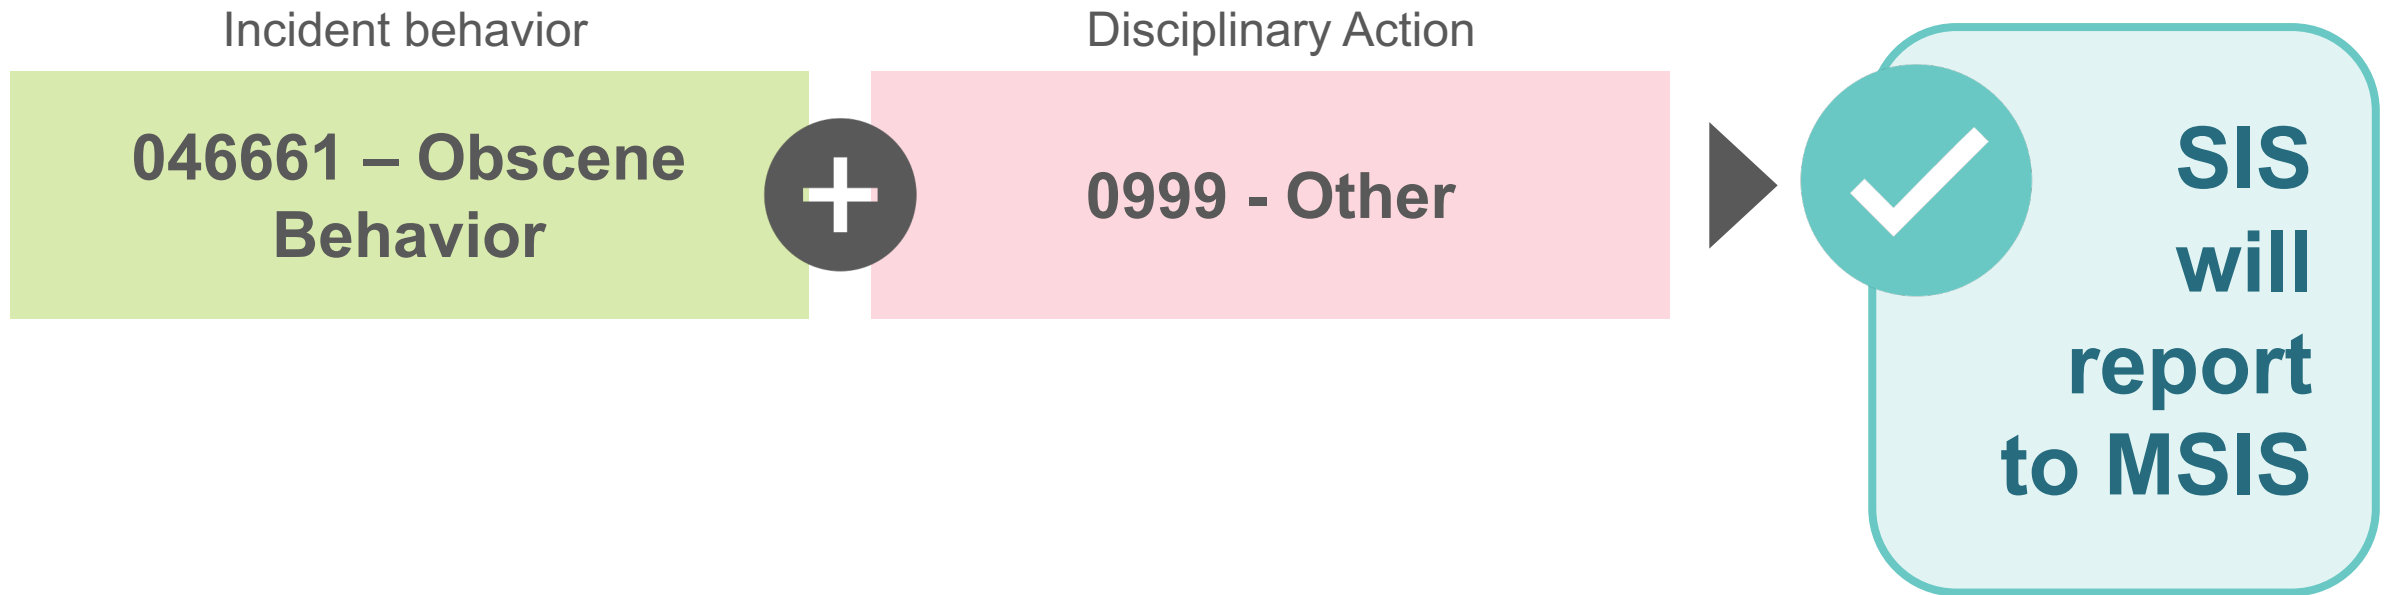 Incident behavior
Disciplinary Action
046661 – Obscene
Behavior
0999 - Other
SIS
will
report
to MSIS